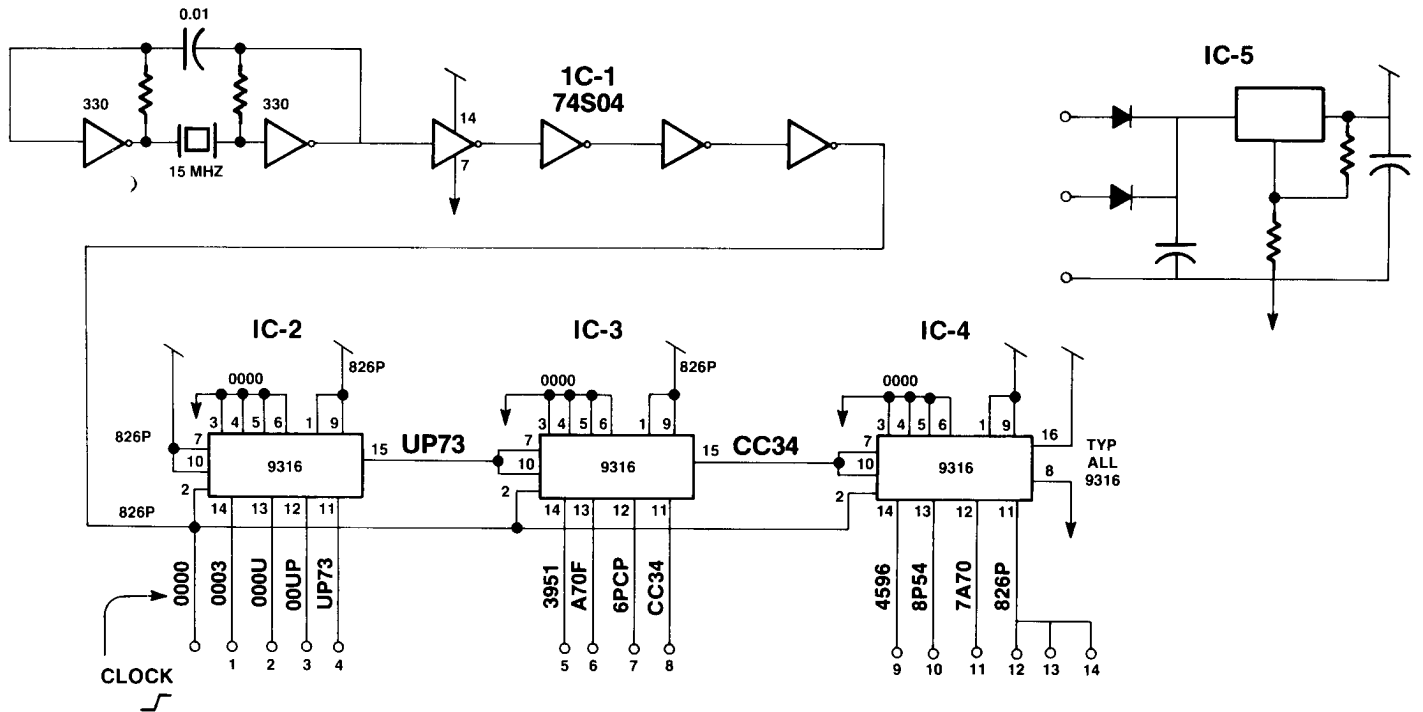 0.01
330
330
15 MHZ
)
14
7
1C-1
74S04
IC-5
IC-2
826P
0000
3 4 5 6 1 9
826P
7
10
2
9316
15
UP73
826P
14 13 12 11
0000
0003
000U
00UP
UP73
CLOCK
1 2 3 4
IC-3
826P
0000
3 4 5 6 1 9
7
10
2
9316
15
CC34
14 13 12 11
3951
A70F
6PCP
CC34
5 6 7 8
IC-4
0000
3 4 5 6 1 9
7
10
2
9316
16
8
TYP
ALL
9316
14 13 12 11
4596
8P54
7A70
826P
9 10 11 12 13 14